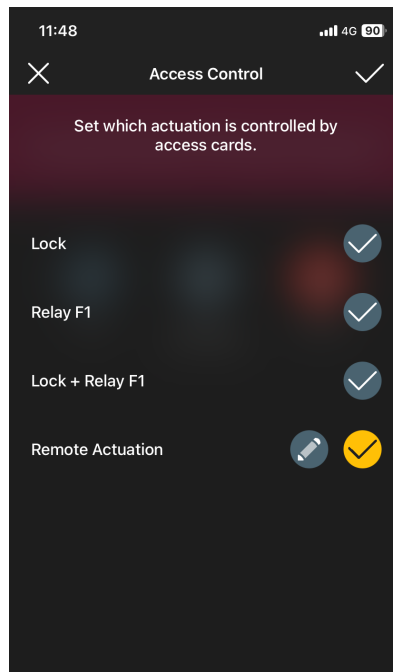 11:48 4G 90
Access Control
Set which actuation is controlled by
access cards.
Lock
Relay F1
Lock + Relay F1
Remote Actuation